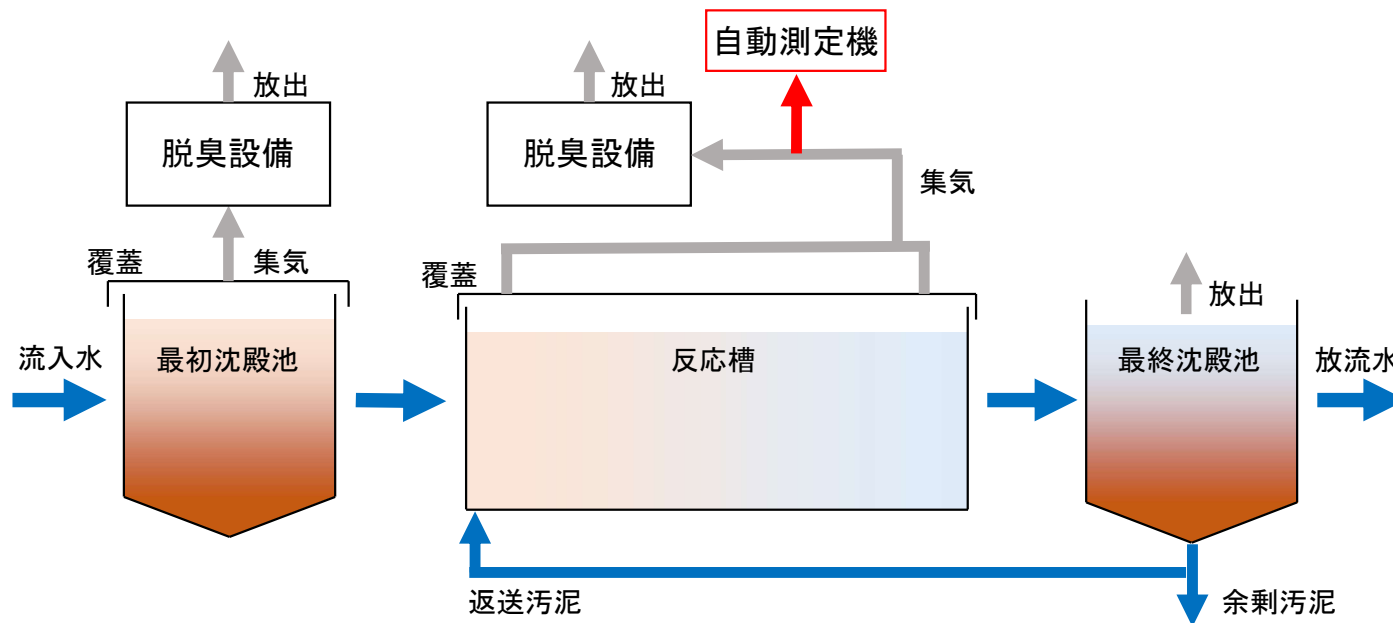 自動測定機
放出
放出
脱臭設備
脱臭設備
集気
覆蓋
集気
覆蓋
放出
流入水
最初沈殿池
反応槽
最終沈殿池
放流水
返送汚泥
余剰汚泥